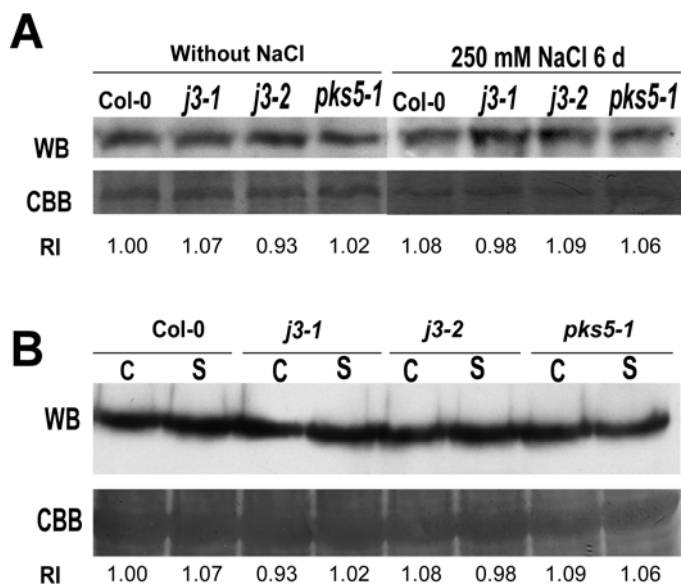 A
Without NaCl 250 mM NaCl 6 d
Col-0 j3-1 j3-2 pks5-1 Col-0 j3-1 j3-2 pks5-1
WB
CBB
RI 1.00 1.07 0.93 1.02 1.08 0.98 1.09 1.06
B
Col-0 j3-1 j3-2 pks5-1
C S C S C S C S
WB
CBB
RI 1.00 1.07 0.93 1.02 1.08 0.98 1.09 1.06